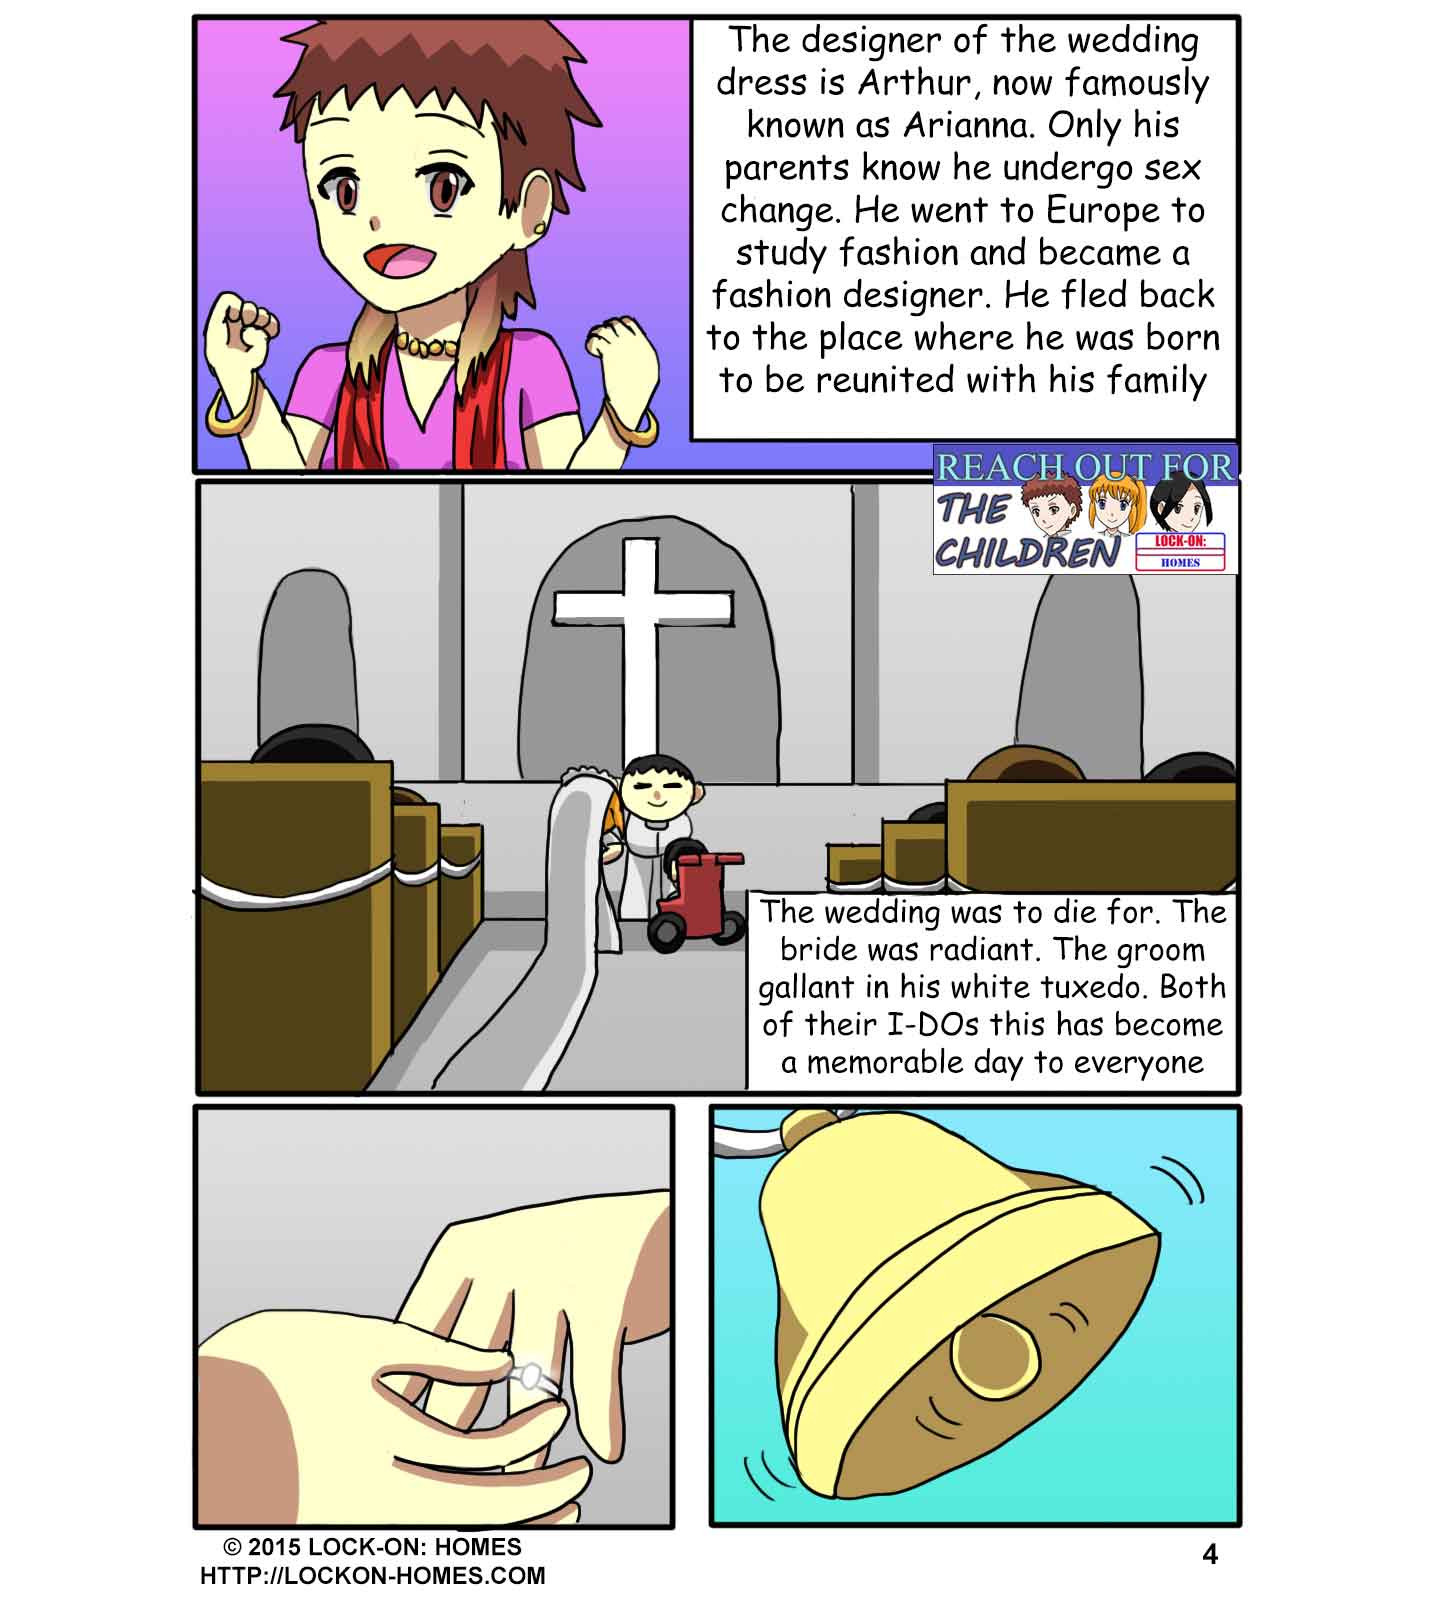 The designer of the wedding
dress is Arthur, now famously
known as Arianna. Only his
parents know he undergo sex
change. He went to Europe to
study fashion and became a
fashion designer. He fled back
to the place where he was born
to be reunited with his family
REACH OUT FOR
THE
CHILDREN
LOCK-ON:
HOMES
The wedding was to die for. The
bride was radiant. The groom
gallant in his white tuxedo. Both
of their I-DOs this has become
a memorable day to everyone
© 2015 LOCK-ON: HOMES
HTTP://LOCKON-HOMES.COM
4